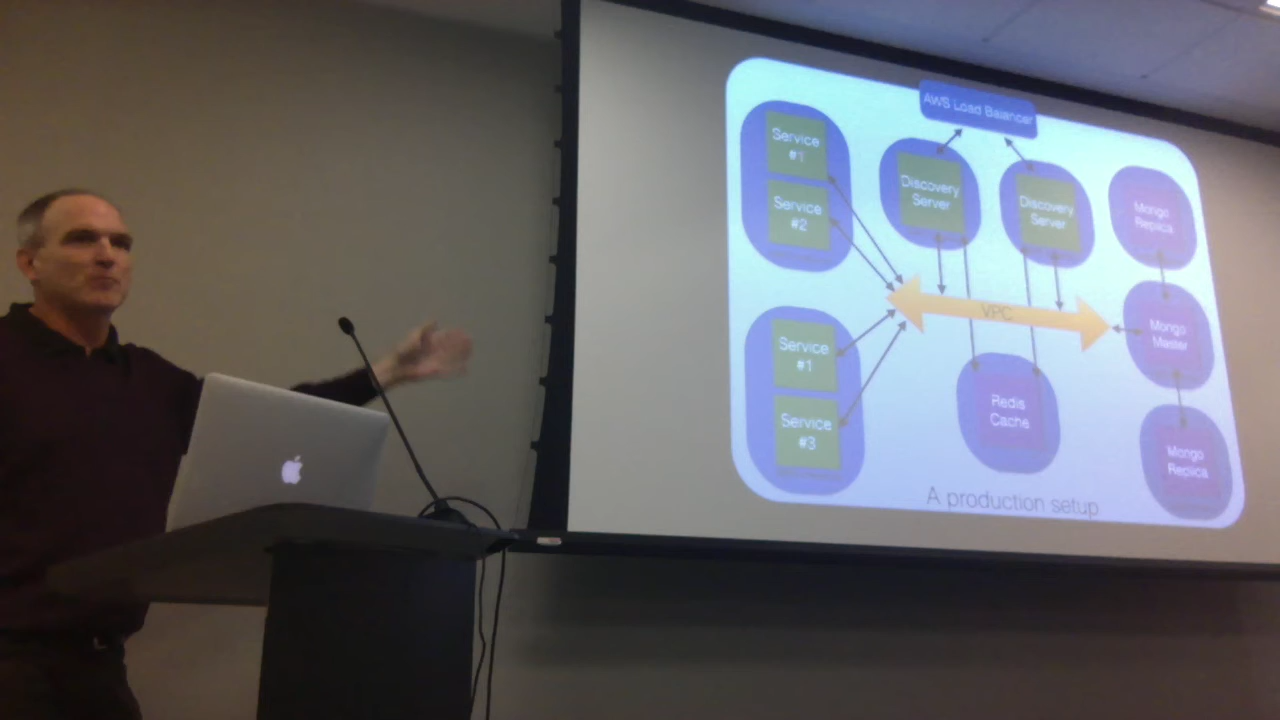 AWS Load Balancer
Service
#1
Service
#2
Discovery
Server
Discovery
Server
Mongo
Replica
VPC
Service
#1
Service
#3
Redis
Cache
Mongo
Master
Mongo
Replica
A production setup